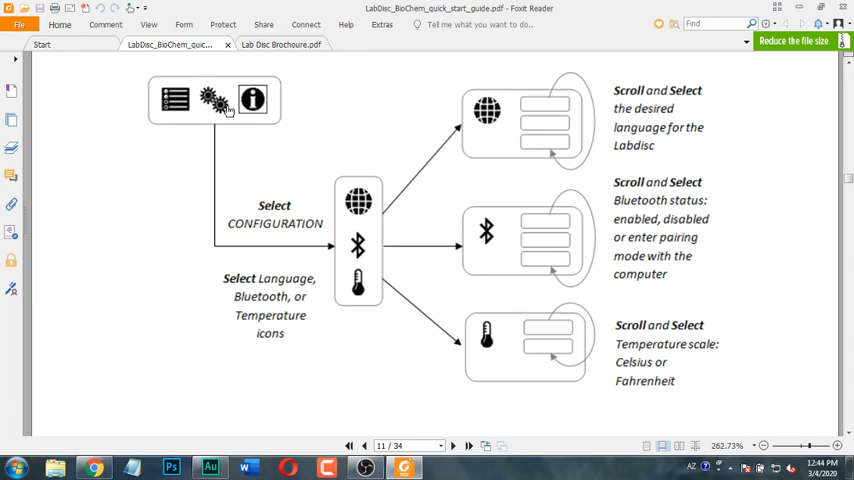 LabDisc_BioChem_quick_start_guide.pdf - Foxit Reader
File
Home
Comment
View
Form
Protect
Share
Connect
Help
Extras
Tell me what you want to do...
Find
Start
LabDisc_BioChem_quic...
Lab Disc Brochoure.pdf
Reduce the file size
Select
CONFIGURATION
Select Language,
Bluetooth, or
Temperature
icons
Scroll and Select
the desired
language for the
Labdisc
Scroll and Select
Bluetooth status:
enabled, disabled
or enter pairing
mode with the
computer
Scroll and Select
Temperature scale:
Celsius or
Fahrenheit
11 / 34
262.73%
AZ
12:44 PM
3/4/2020